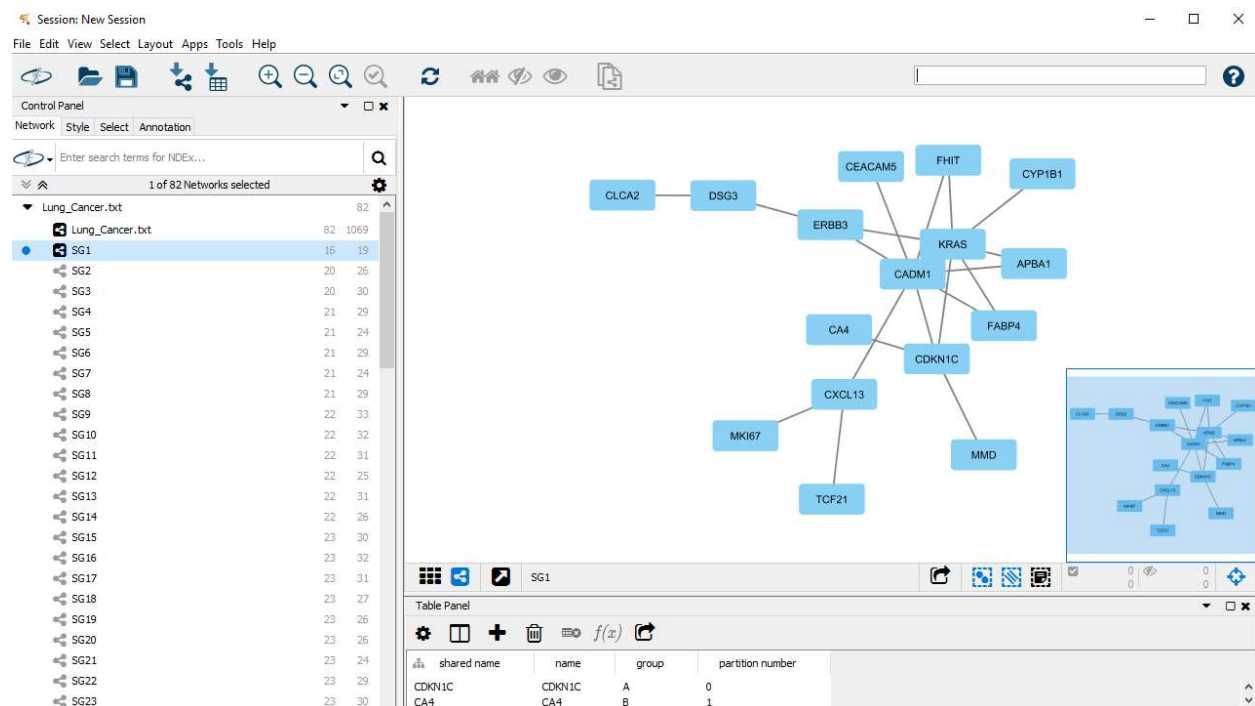 Session: New Session
File Edit View Select Layout Apps Tools Help
Control Panel
Network Style Select Annotation
Enter search terms for NDEx...
1 of 82 Networks selected
Lung_Cancer.txt 82
Lung_Cancer.txt 82 1069
SG1 16 19
SG2 20 26
SG3 20 30
SG4 21 29
SG5 21 24
SG6 21 29
SG7 21 24
SG8 21 29
SG9 22 33
SG10 22 32
SG11 22 31
SG12 22 25
SG13 22 31
SG14 22 26
SG15 23 30
SG16 23 32
SG17 23 31
SG18 23 27
SG19 23 26
SG20 23 26
SG21 23 24
SG22 23 29
SG23 23 30
CEACAM5
FHIT
CYP1B1
CLCA2
DSG3
ERBB3
KRAS
CADM1
APBA1
CA4
FABP4
CDKN1C
CXCL13
MKI67
MMD
TCF21
SG1
0 0
0 0
Table Panel
f(x)
shared name name group partition number
CDKN1C CDKN1C A 0
CA4 CA4 B 1